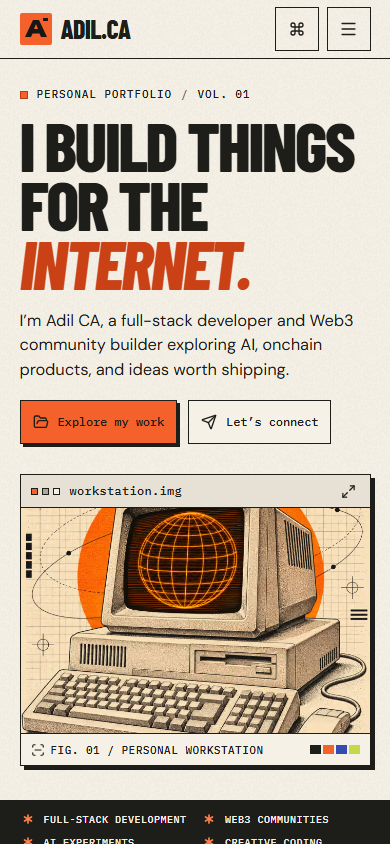 A
ADIL.CA
PERSONAL PORTFOLIO / VOL. 01
I BUILD THINGS
FOR THE
INTERNET.
I'm Adil CA, a full-stack developer and Web3
community builder exploring AI, onchain
products, and ideas worth shipping.
Explore my work
Let's connect
workstation.img
FIG. 01 / PERSONAL WORKSTATION
FULL-STACK DEVELOPMENT
WEB3 COMMUNITIES
AI EXPERIMENTS
CREATIVE CODING